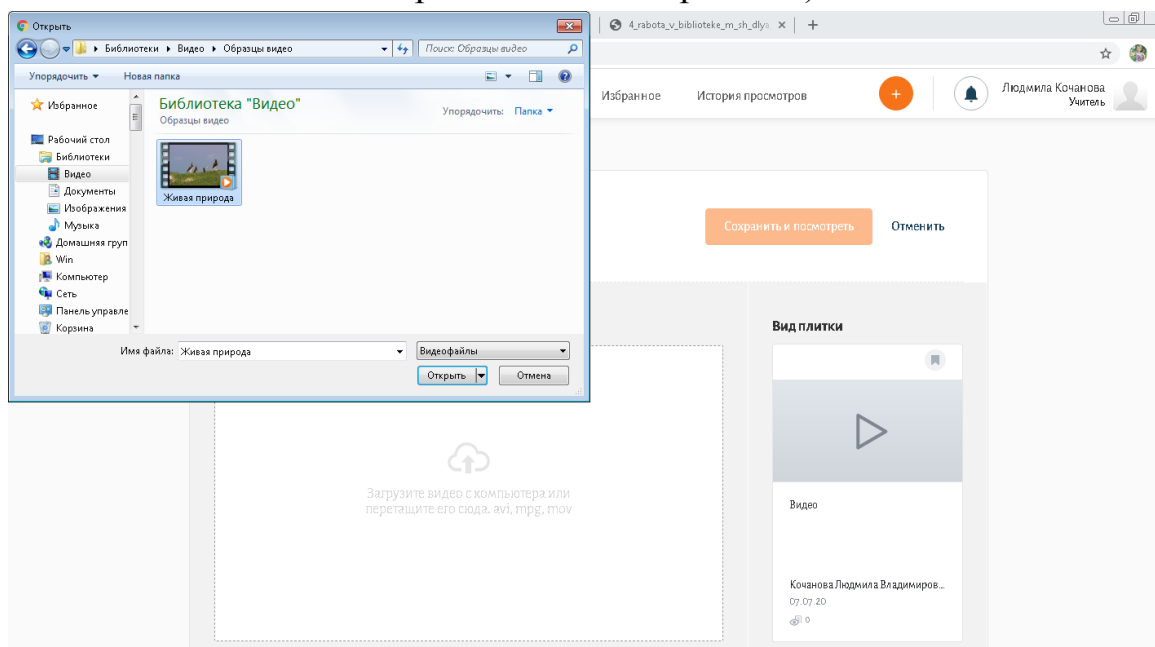 Открыть
Библиотеки ▸ Видео ▸ Образцы видео
Поиск: Образцы видео
Упорядочить
Новая папка
Избранное
Рабочий стол
Библиотеки
Видео
Документы
Изображения
Музыка
Домашняя груп
Win
Компьютер
Сеть
Панель управле
Корзина
Библиотека "Видео"
Образцы видео
Упорядочить: Папка
Живая природа
Имя файла: Живая природа
Видеофайлы
Открыть
Отмена
4_rabota_v_biblioteke_m_sh_dlya
Избранное
История просмотров
+
Людмила Кочанова
Учитель
Сохранить и посмотреть
Отменить
Загрузите видео с компьютера или
перетащите его сюда. avi, mpg, mov
Вид плитки
Видео
Кочанова Людмила Владимиров...
07.07.20
0